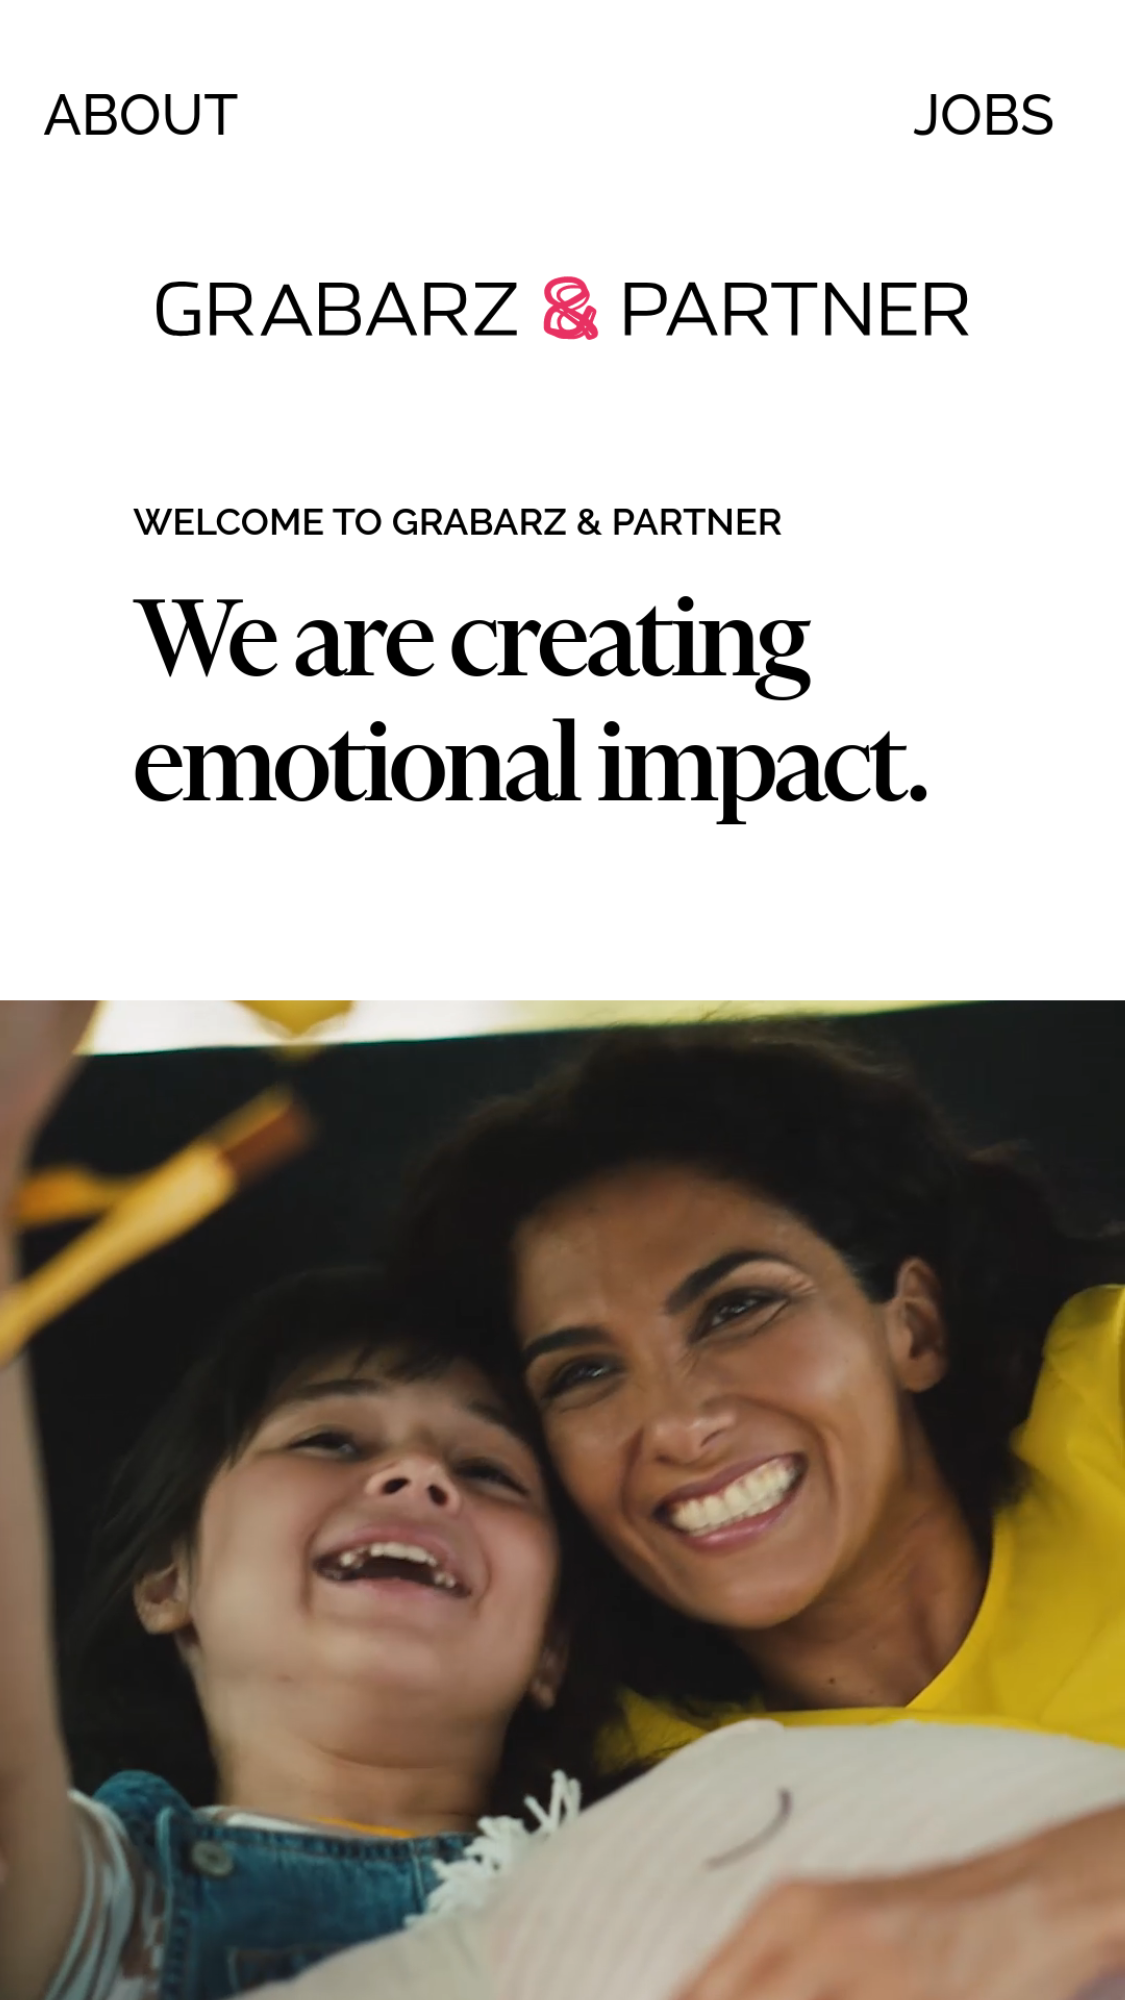 ABOUT
JOBS
GRABARZ & PARTNER
WELCOME TO GRABARZ & PARTNER
We are creating
emotional impact.